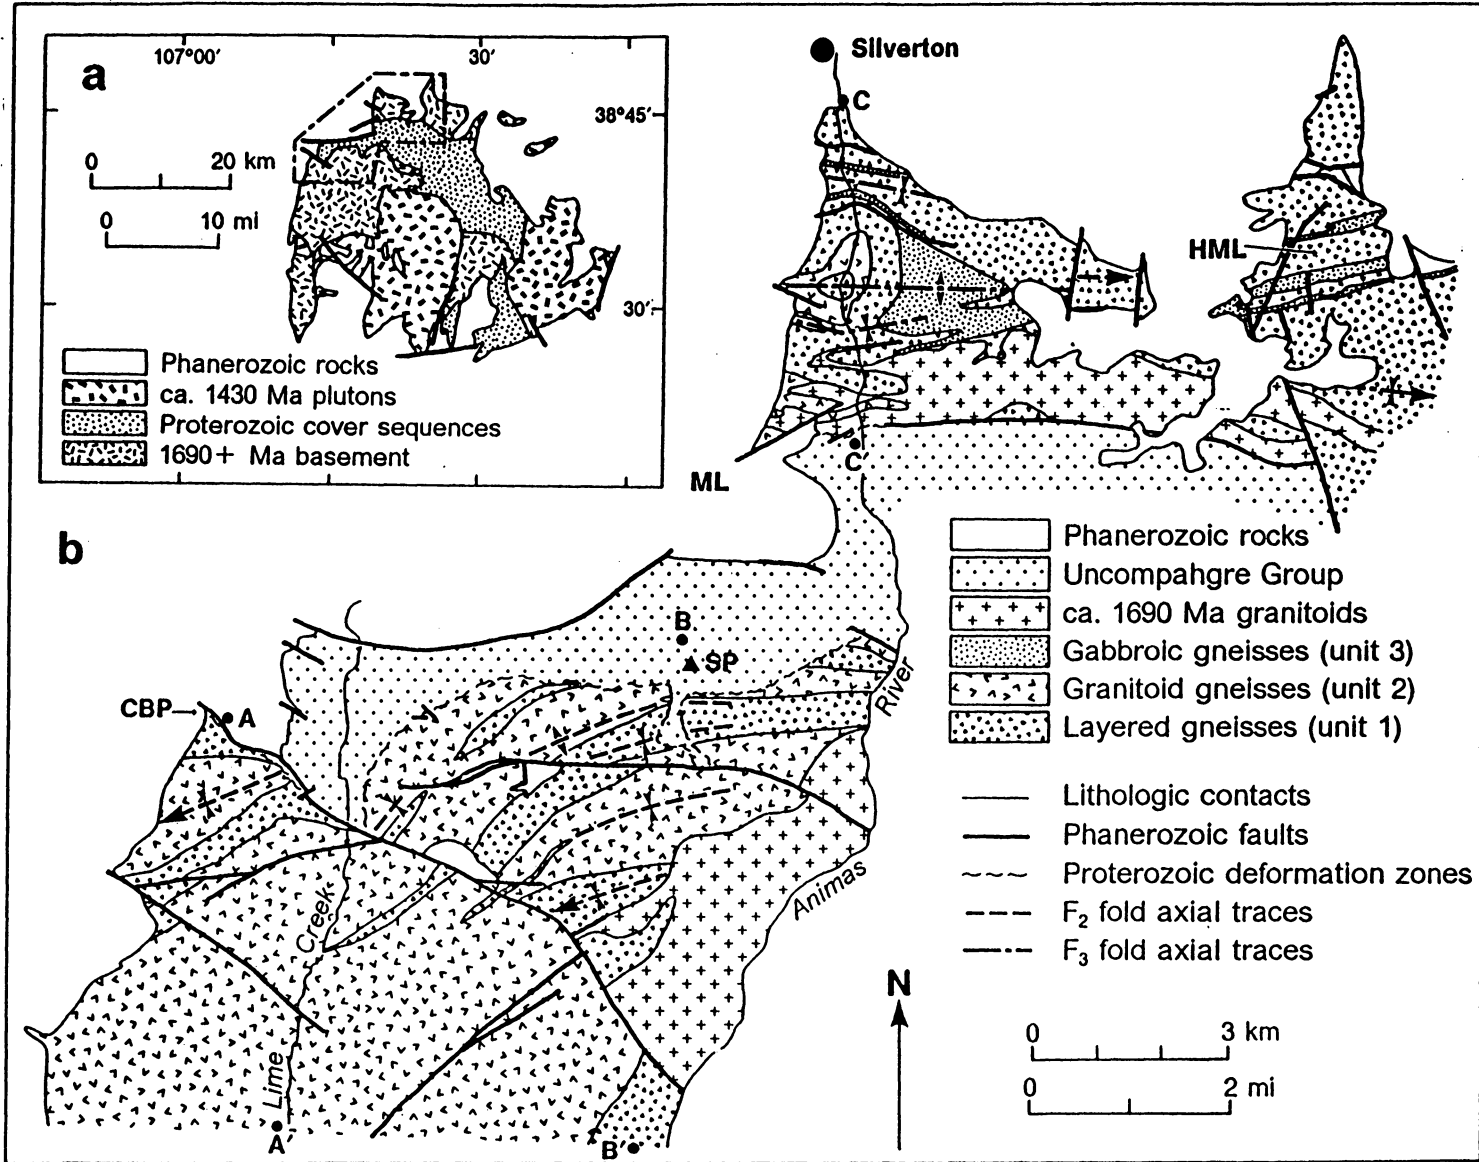 a
107°00′
30′
38°45′
30′
0 20 km
0 10 mi
Phanerozoic rocks
ca. 1430 Ma plutons
Proterozoic cover sequences
1690+ Ma basement
Silverton
C
HML
C′
ML
b
B
SP
CBP
A
River
Animas
Creek
Lime
A′
B′
Phanerozoic rocks
Uncompahgre Group
ca. 1690 Ma granitoids
Gabbroic gneisses (unit 3)
Granitoid gneisses (unit 2)
Layered gneisses (unit 1)
Lithologic contacts
Phanerozoic faults
Proterozoic deformation zones
F2 fold axial traces
F3 fold axial traces
N
0 3 km
0 2 mi